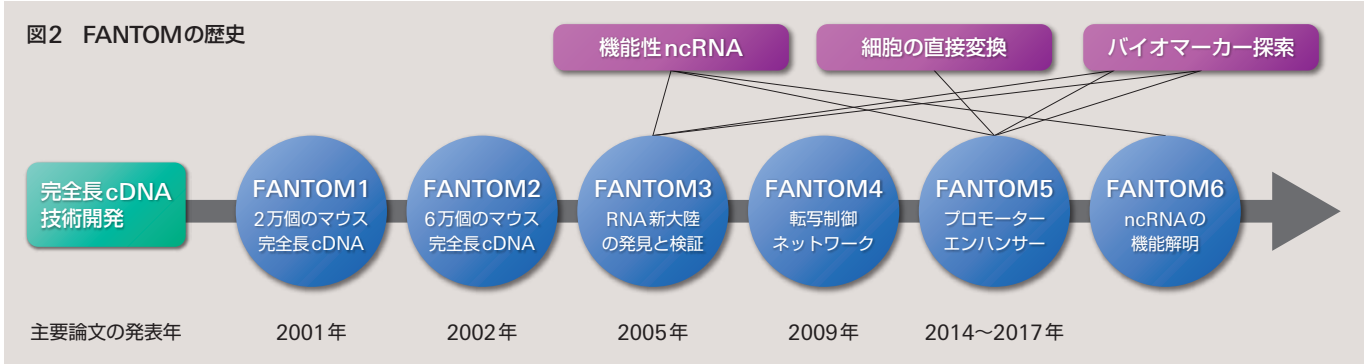 図2 FANTOMの歴史
機能性ncRNA
細胞の直接変換
バイオマーカー探索
完全長cDNA
技術開発
FANTOM1
2万個のマウス
完全長cDNA
FANTOM2
6万個のマウス
完全長cDNA
FANTOM3
RNA新大陸
の発見と検証
FANTOM4
転写制御
ネットワーク
FANTOM5
プロモーター
エンハンサー
FANTOM6
ncRNAの
機能解明
主要論文の発表年
2001年
2002年
2005年
2009年
2014〜2017年